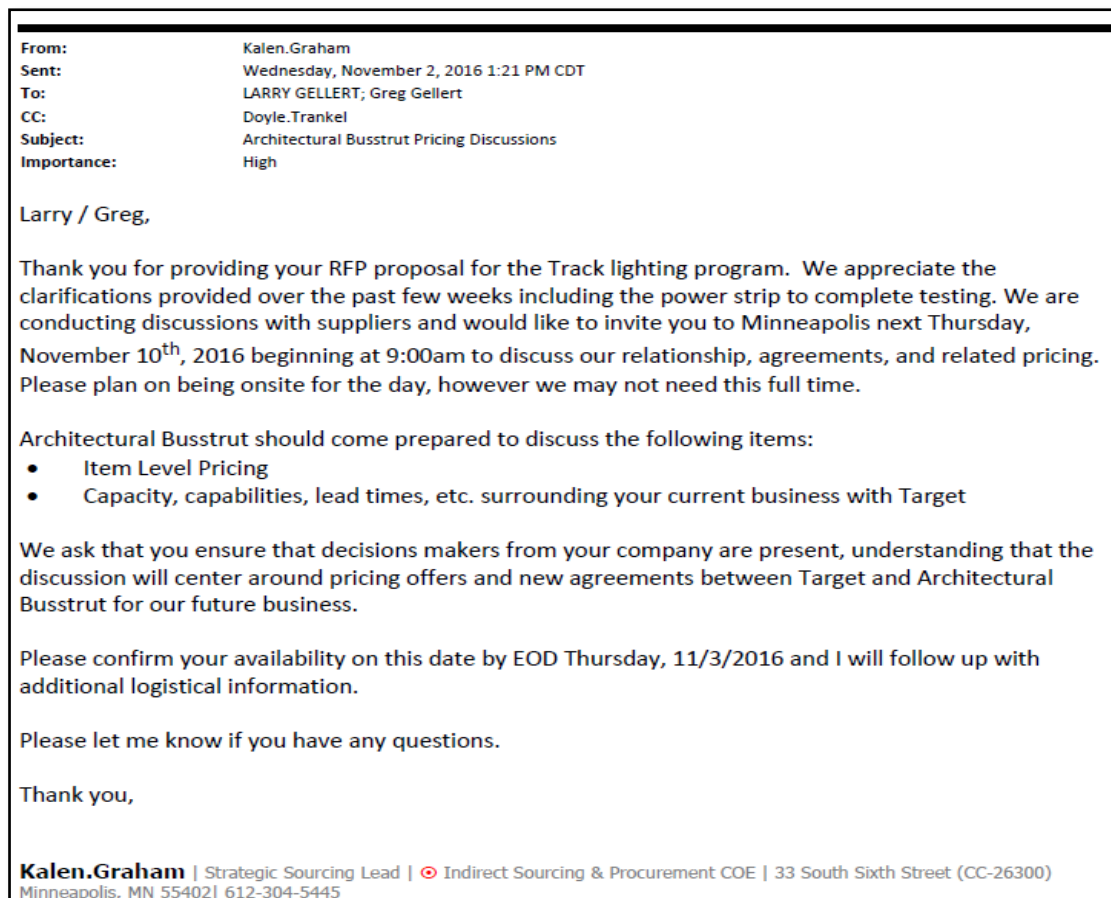 From: Kalen.Graham
Sent: Wednesday, November 2, 2016 1:21 PM CDT
To: LARRY GELLERT; Greg Gellert
CC: Doyle.Trankel
Subject: Architectural Busstrut Pricing Discussions
Importance: High
Larry / Greg,
Thank you for providing your RFP proposal for the Track lighting program.  We appreciate the
clarifications provided over the past few weeks including the power strip to complete testing. We are
conducting discussions with suppliers and would like to invite you to Minneapolis next Thursday,
November 10th, 2016 beginning at 9:00am to discuss our relationship, agreements, and related pricing.
Please plan on being onsite for the day, however we may not need this full time.
Architectural Busstrut should come prepared to discuss the following items:
• Item Level Pricing
• Capacity, capabilities, lead times, etc. surrounding your current business with Target
We ask that you ensure that decisions makers from your company are present, understanding that the
discussion will center around pricing offers and new agreements between Target and Architectural
Busstrut for our future business.
Please confirm your availability on this date by EOD Thursday, 11/3/2016 and I will follow up with
additional logistical information.
Please let me know if you have any questions.
Thank you,
Kalen.Graham | Strategic Sourcing Lead | Indirect Sourcing & Procurement COE | 33 South Sixth Street (CC-26300)
Minneapolis, MN 55402| 612-304-5445